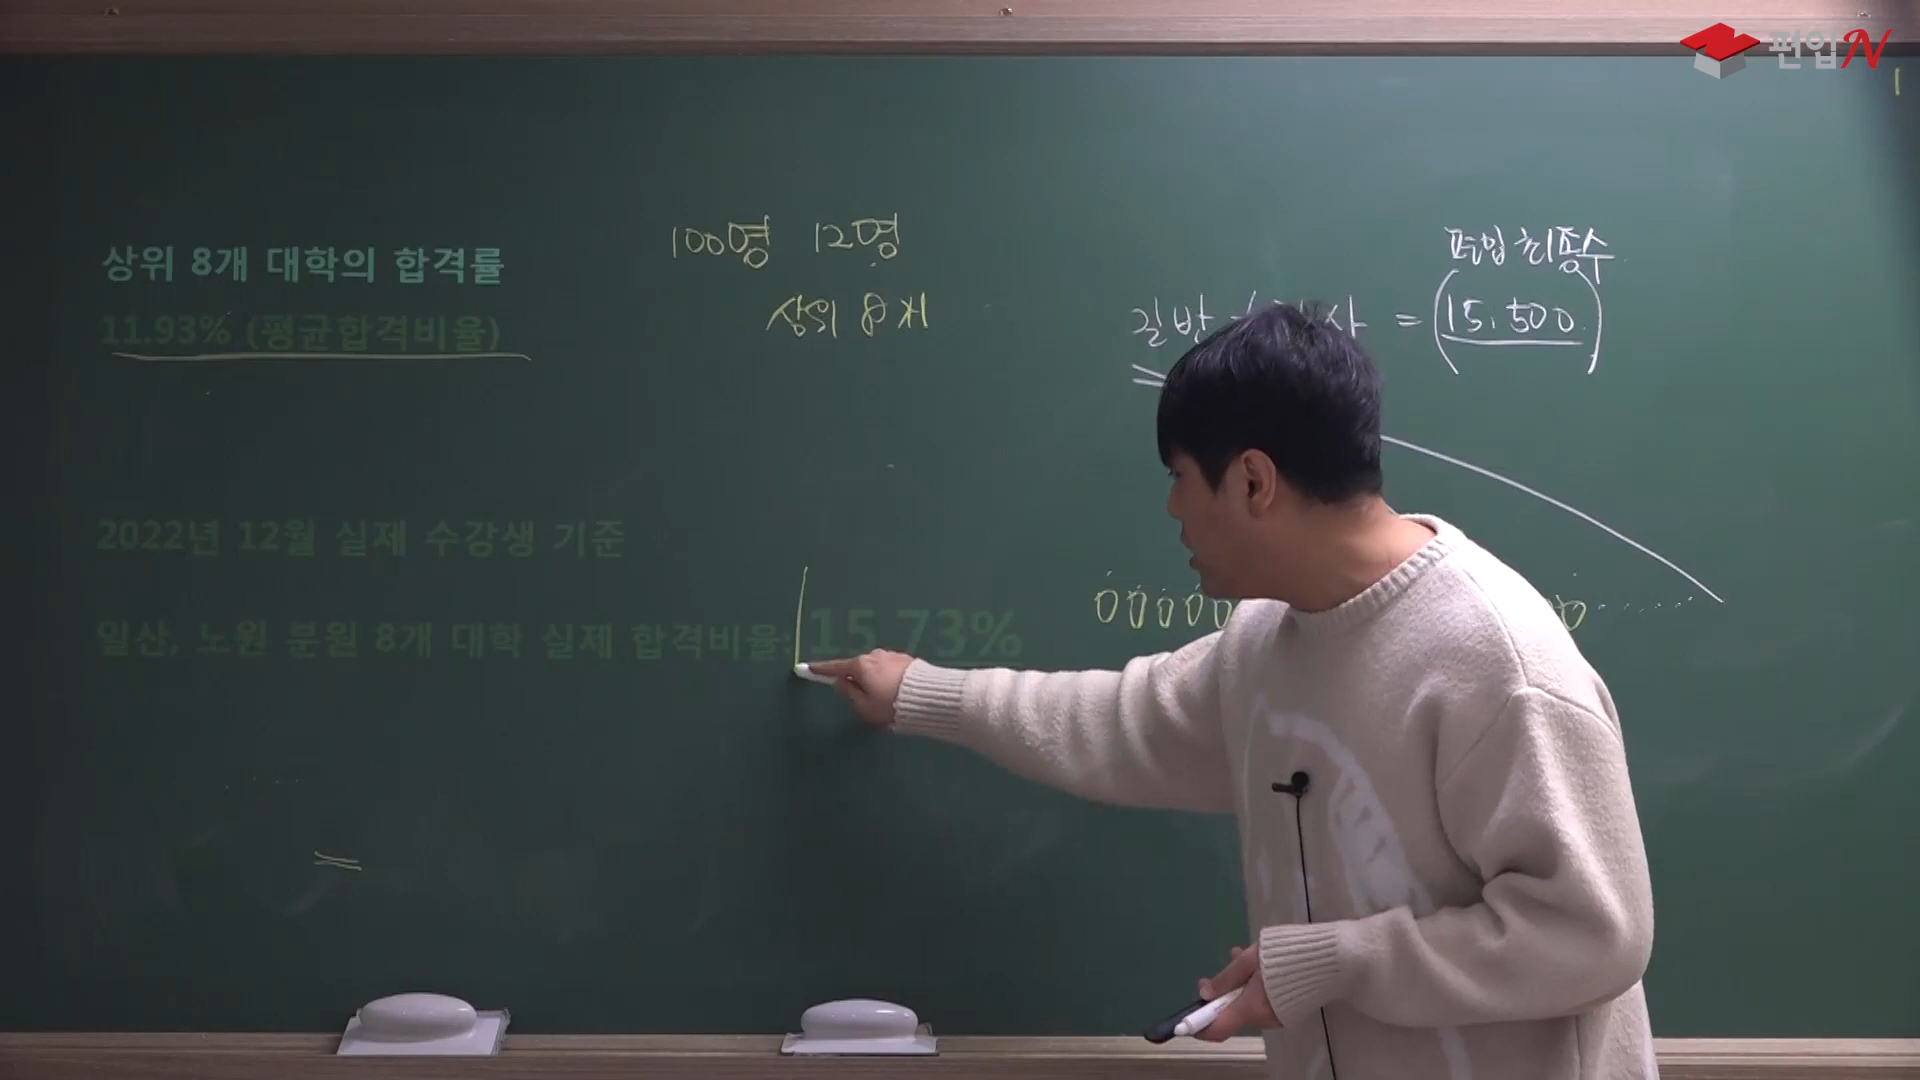 편입N
상위 8개 대학의 합격률
11.93% (평균합격비율)
100명 12명
상위 8개
편입 최종수
일반 사 = (15,500)
2022년 12월 실제 수강생 기준
일산, 노원 분원 8개 대학 실제 합격비율: 15.73%